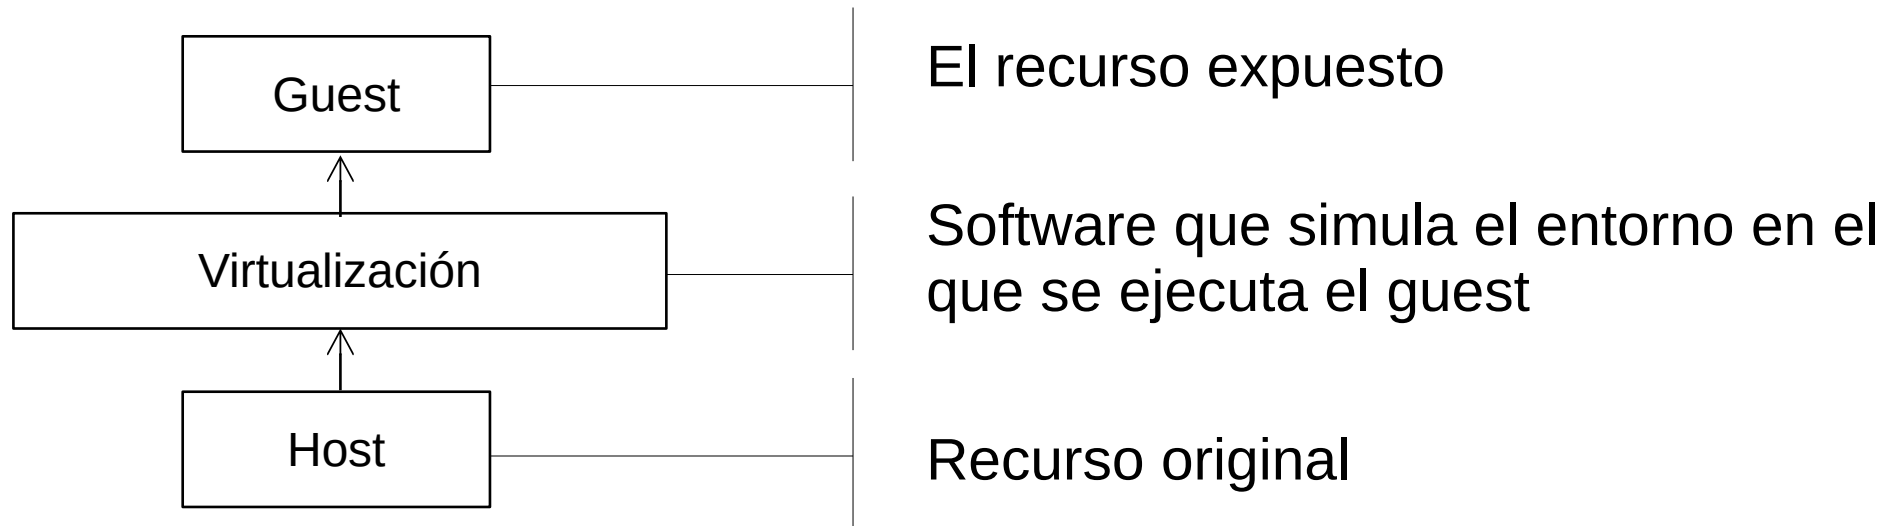 Guest
El recurso expuesto
Virtualización
Software que simula el entorno en el
que se ejecuta el guest
Host
Recurso original